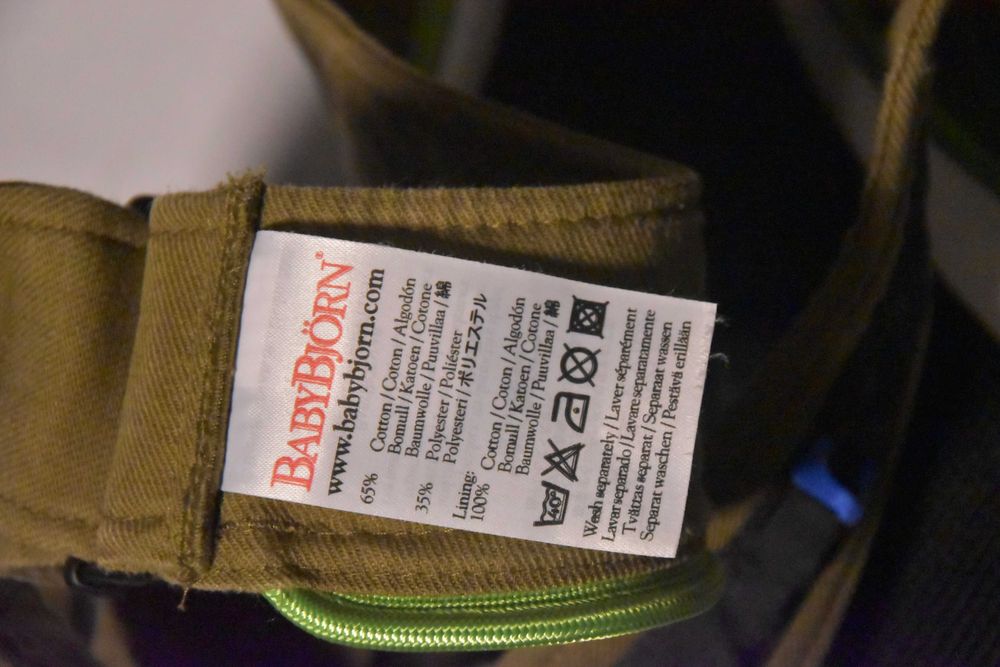 BABYBJÖRN®
www.babybjorn.com
65% Cotton / Coton / Algodón
Bomull / Katoen / Cotone
Baumwolle / Puuvillaa / 綿
35% Polyester / Poliéster
Polyesteri / ポリエステル
Lining:
100% Cotton / Coton / Algodón
Bomull / Katoen / Cotone
Baumwolle / Puuvillaa / 綿
60°
Wash separately / Laver séparément
Lavar separado / Lavare separatamente
Tvättas separat / Separaat wassen
Separat waschen / Pestävä erillään